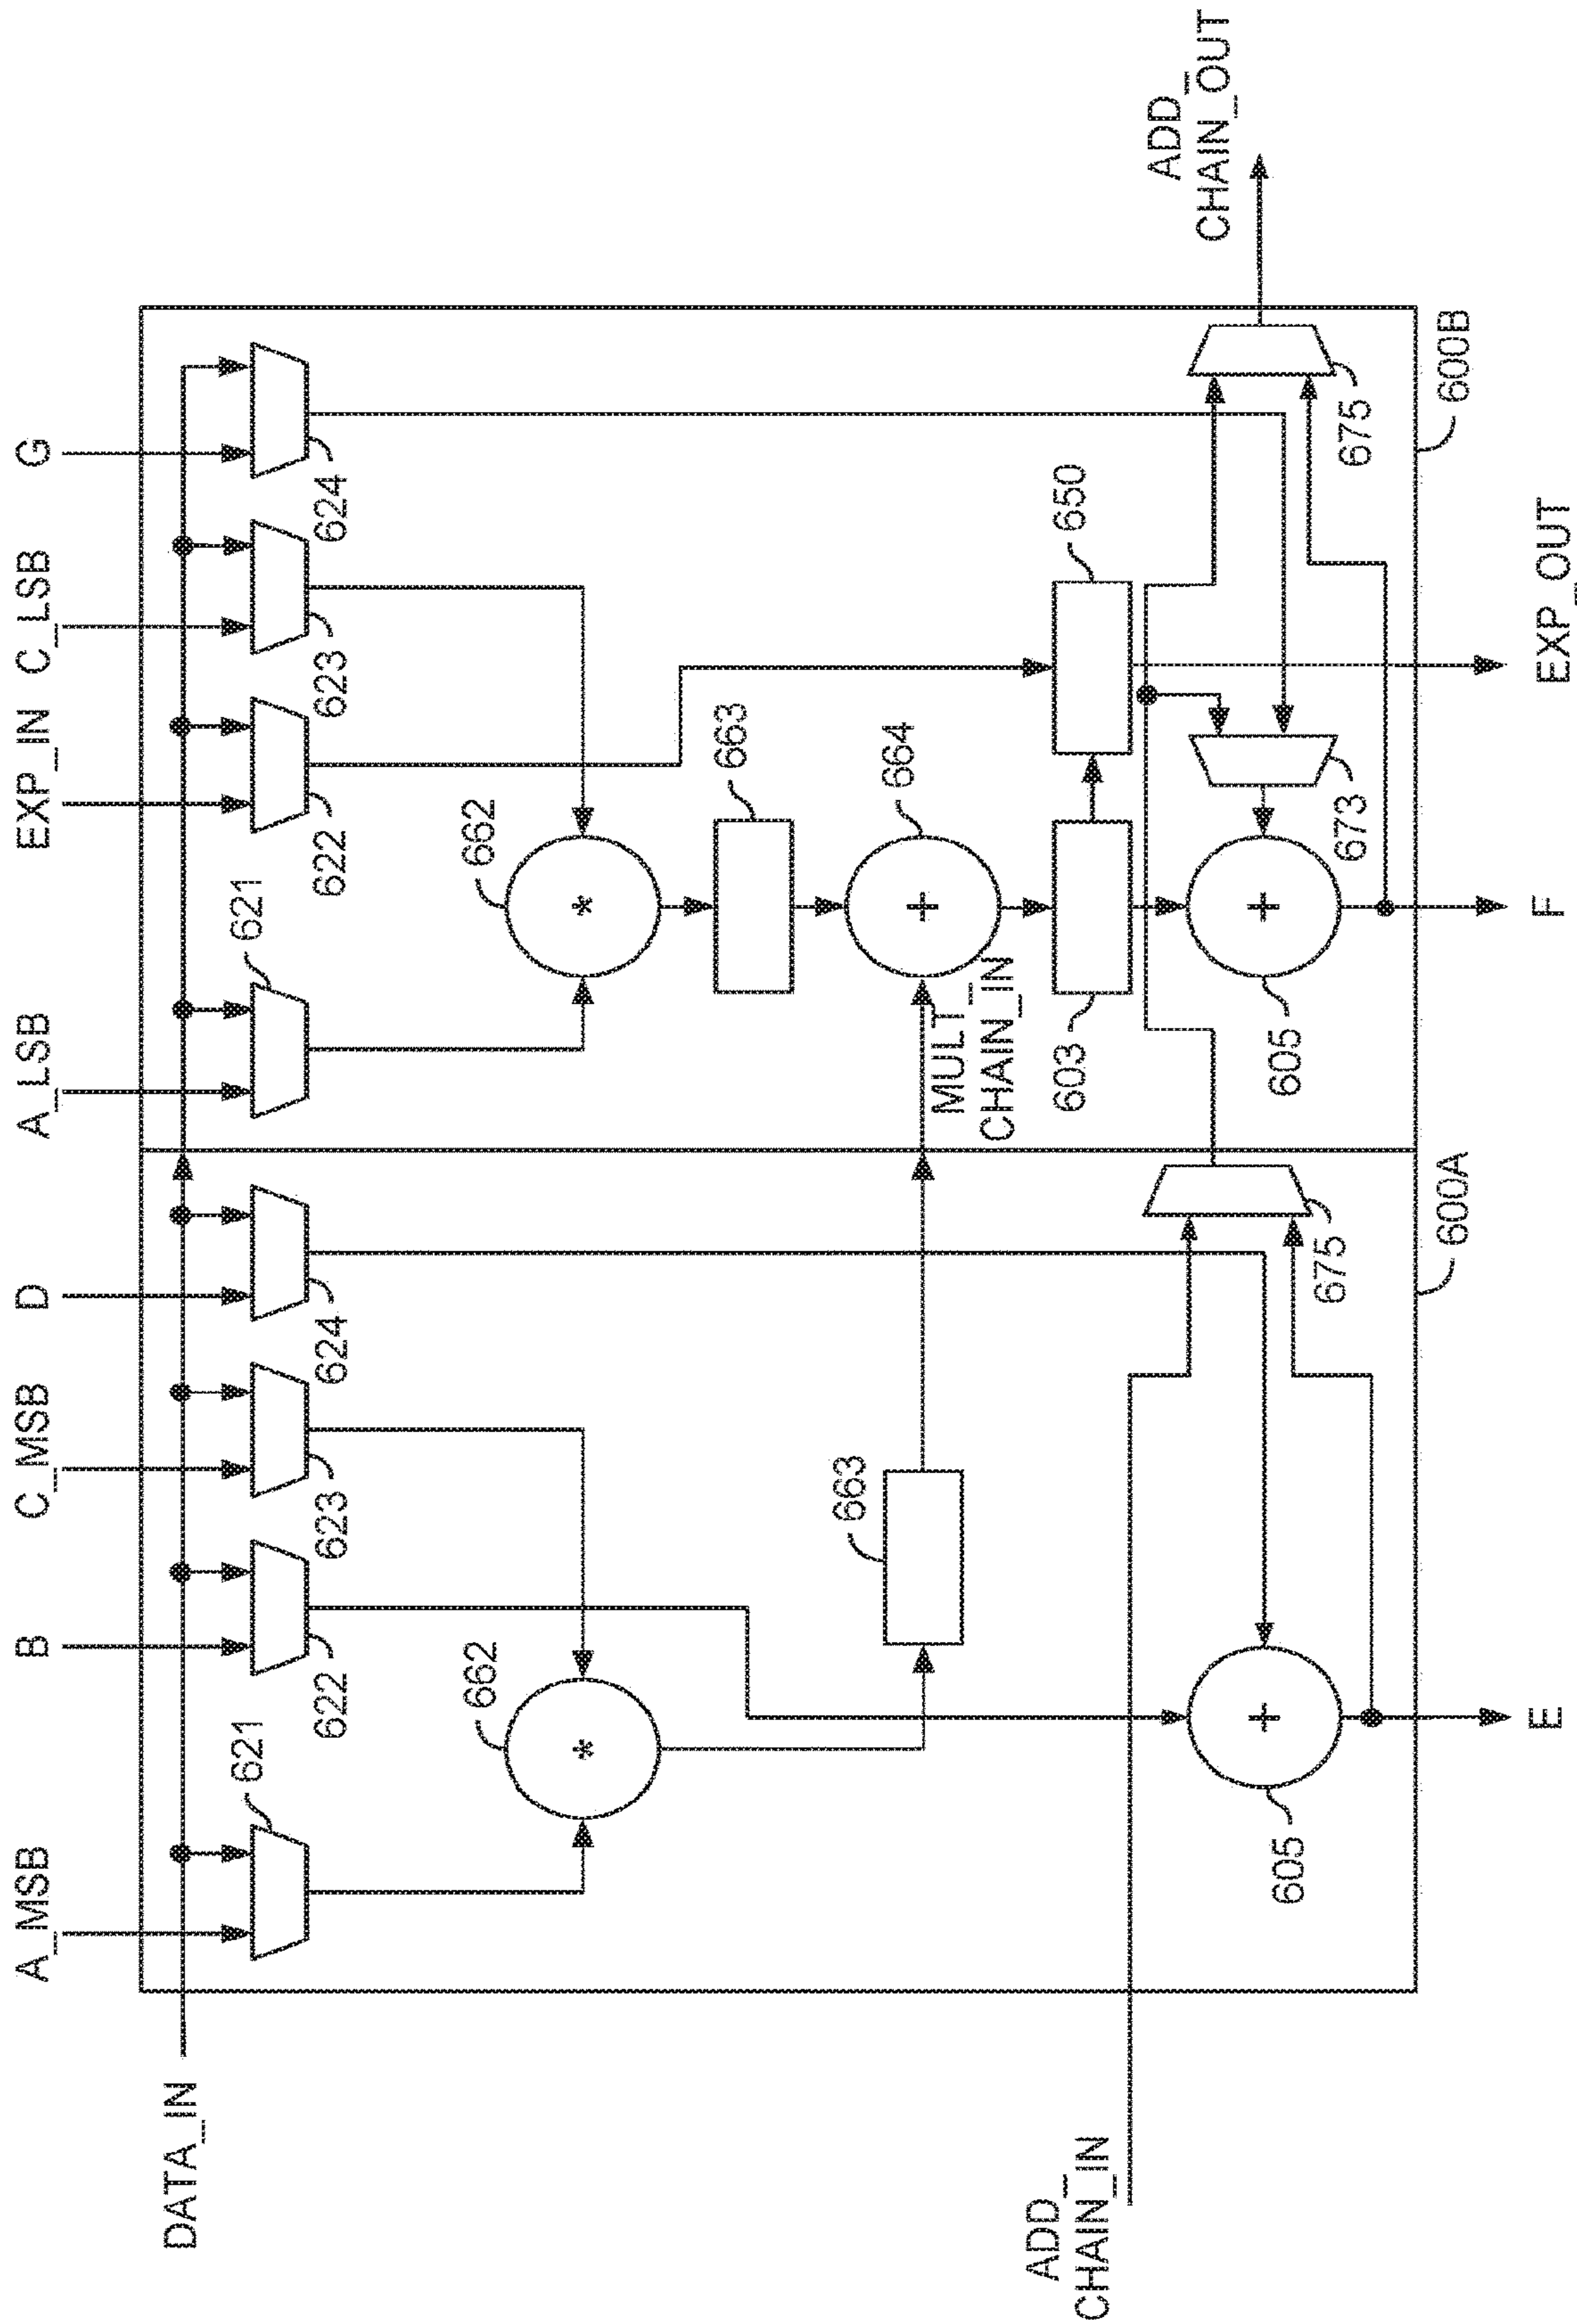 A_MSB
B
C_MSB
D
A_LSB
EXP_IN
C_LSB
G
DATA_IN
621
622
623
624
621
622
623
624
662
*
662
*
663
663
664
+
MULT_
CHAIN_IN
603
650
ADD_
CHAIN_IN
605
+
675
605
+
673
675
ADD_
CHAIN_OUT
600A
600B
E
F
EXP_OUT